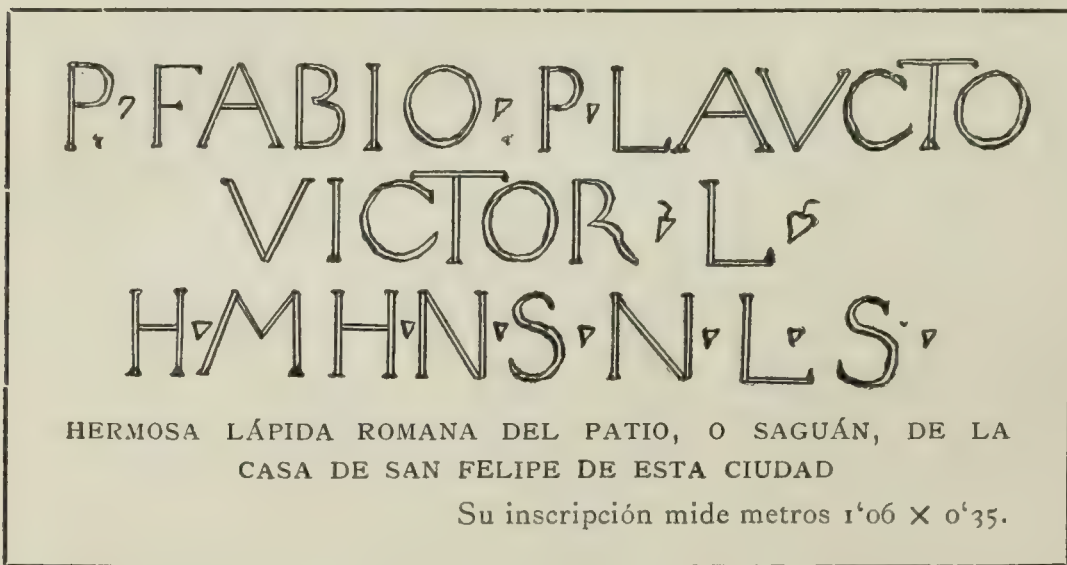 P · FABIO · P · LAVCTO
VICTOR · L ·
H · M H · N · S · N · L · S ·
HERMOSA LÁPIDA ROMANA DEL PATIO, O SAGUÁN, DE LA
CASA DE SAN FELIPE DE ESTA CIUDAD
Su inscripción mide metros 1‘06 × 0‘35.